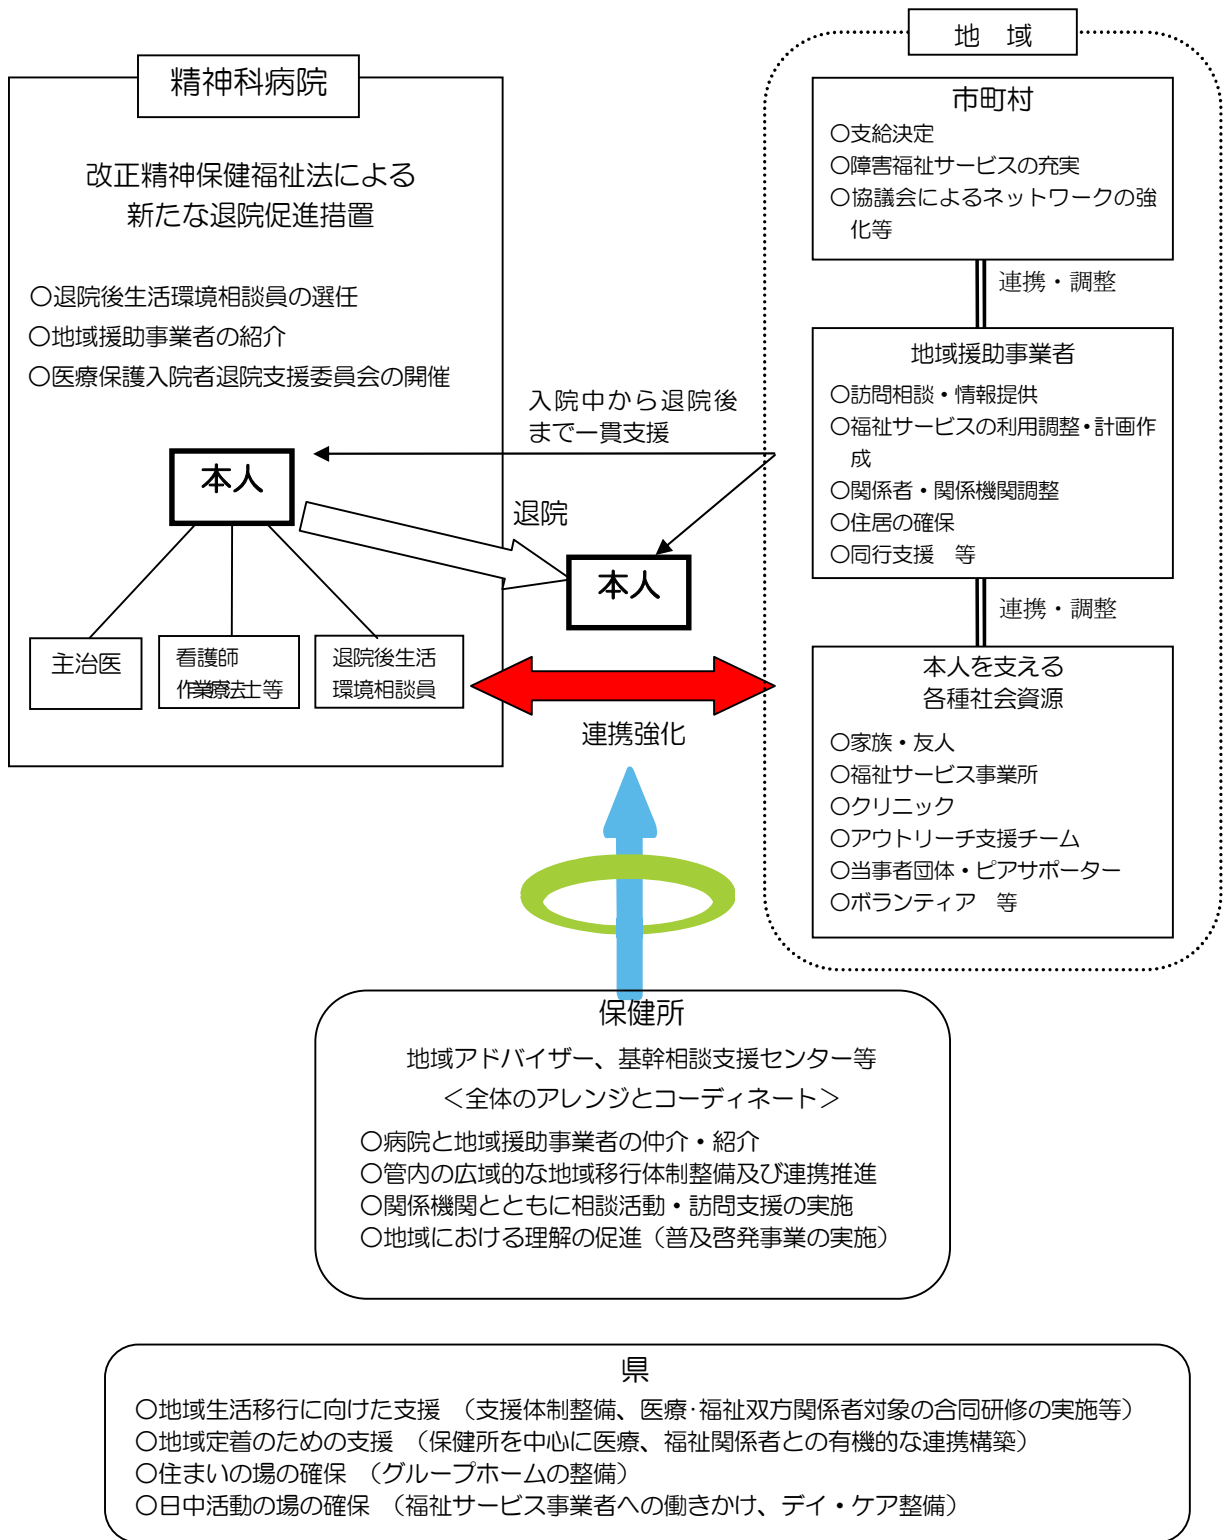 精神科病院
改正精神保健福祉法による
新たな退院促進措置
○退院後生活環境相談員の選任
○地域援助事業者の紹介
○医療保護入院者退院支援委員会の開催
本人
主治医
看護師
作業療法士等
退院後生活
環境相談員
入院中から退院後
まで一貫支援
退院
本人
連携強化
地　域
市町村
○支給決定
○障害福祉サービスの充実
○協議会によるネットワークの強
化等
連携・調整
地域援助事業者
○訪問相談・情報提供
○福祉サービスの利用調整・計画作
成
○関係者・関係機関調整
○住居の確保
○同行支援　等
連携・調整
本人を支える
各種社会資源
○家族・友人
○福祉サービス事業所
○クリニック
○アウトリーチ支援チーム
○当事者団体・ピアサポーター
○ボランティア　等
保健所
地域アドバイザー、基幹相談支援センター等
＜全体のアレンジとコーディネート＞
○病院と地域援助事業者の仲介・紹介
○管内の広域的な地域移行体制整備及び連携推進
○関係機関とともに相談活動・訪問支援の実施
○地域における理解の促進（普及啓発事業の実施）
県
○地域生活移行に向けた支援　（支援体制整備、医療・福祉双方関係者対象の合同研修の実施等）
○地域定着のための支援　（保健所を中心に医療、福祉関係者との有機的な連携構築）
○住まいの場の確保　（グループホームの整備）
○日中活動の場の確保　（福祉サービス事業者への働きかけ、デイ・ケア整備）